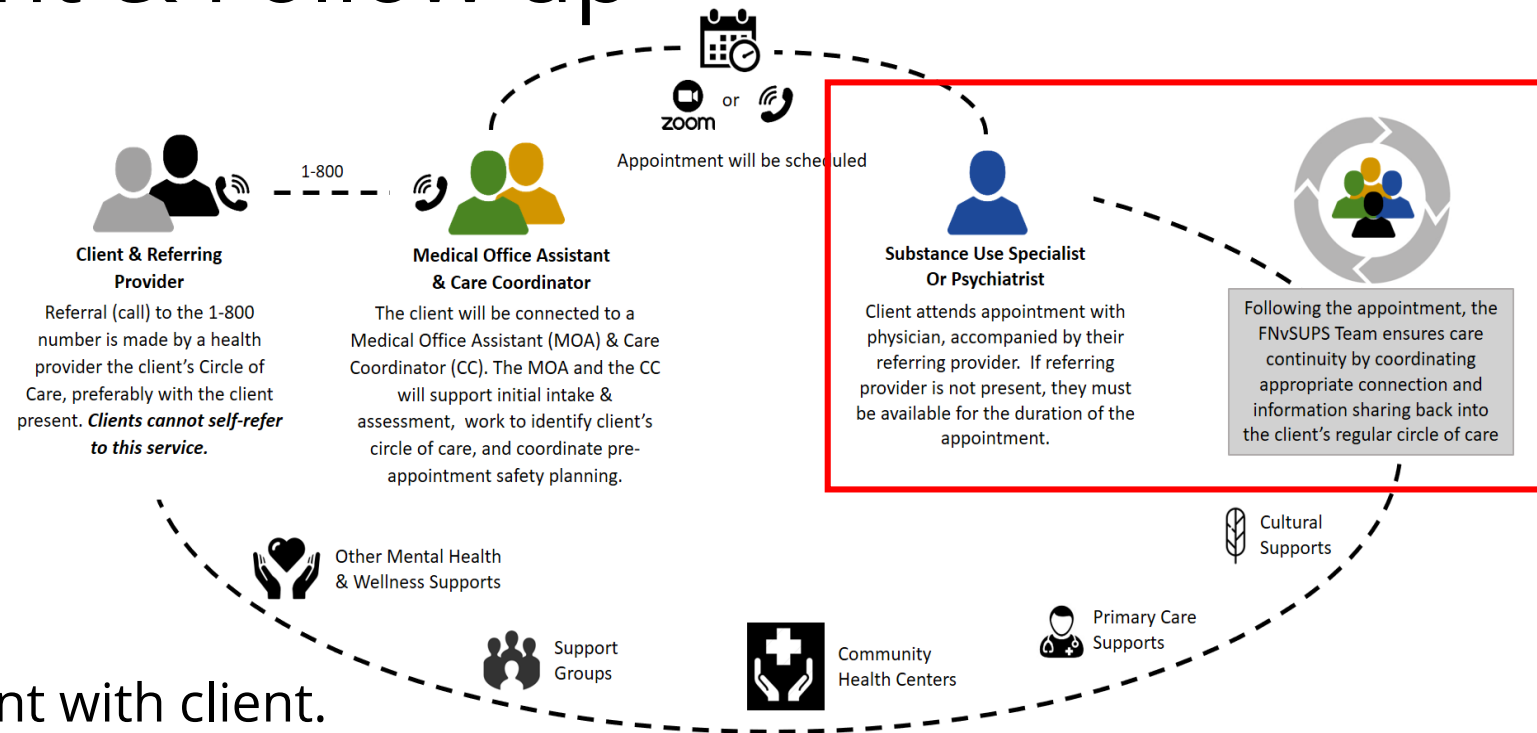 nt & Follow up
zoom
or
Appointment will be scheduled
1-800
Client & Referring
Provider
Referral (call) to the 1-800
number is made by a health
provider the client's Circle of
Care, preferably with the client
present. Clients cannot self-refer
to this service.
Medical Office Assistant
& Care Coordinator
The client will be connected to a
Medical Office Assistant (MOA) & Care
Coordinator (CC). The MOA and the CC
will support initial intake &
assessment, work to identify client's
circle of care, and coordinate pre-
appointment safety planning.
Substance Use Specialist
Or Psychiatrist
Client attends appointment with
physician, accompanied by their
referring provider. If referring
provider is not present, they must
be available for the duration of the
appointment.
Following the appointment, the
FNvSUPS Team ensures care
continuity by coordinating
appropriate connection and
information sharing back into
the client's regular circle of care
Other Mental Health
& Wellness Supports
Support
Groups
Community
Health Centers
Primary Care
Supports
Cultural
Supports
nt with client.